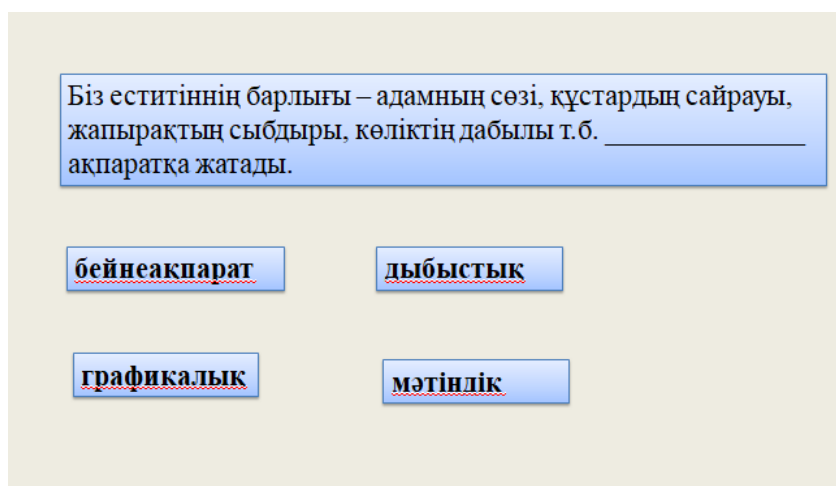 Біз еститіннің барлығы – адамның сөзі, құстардың сайрауы,
жапырақтың сыбдыры, көліктің дабылы т.б. _______________
ақпаратқа жатады.
бейнеақпарат
дыбыстық
графикалық
мәтіндік